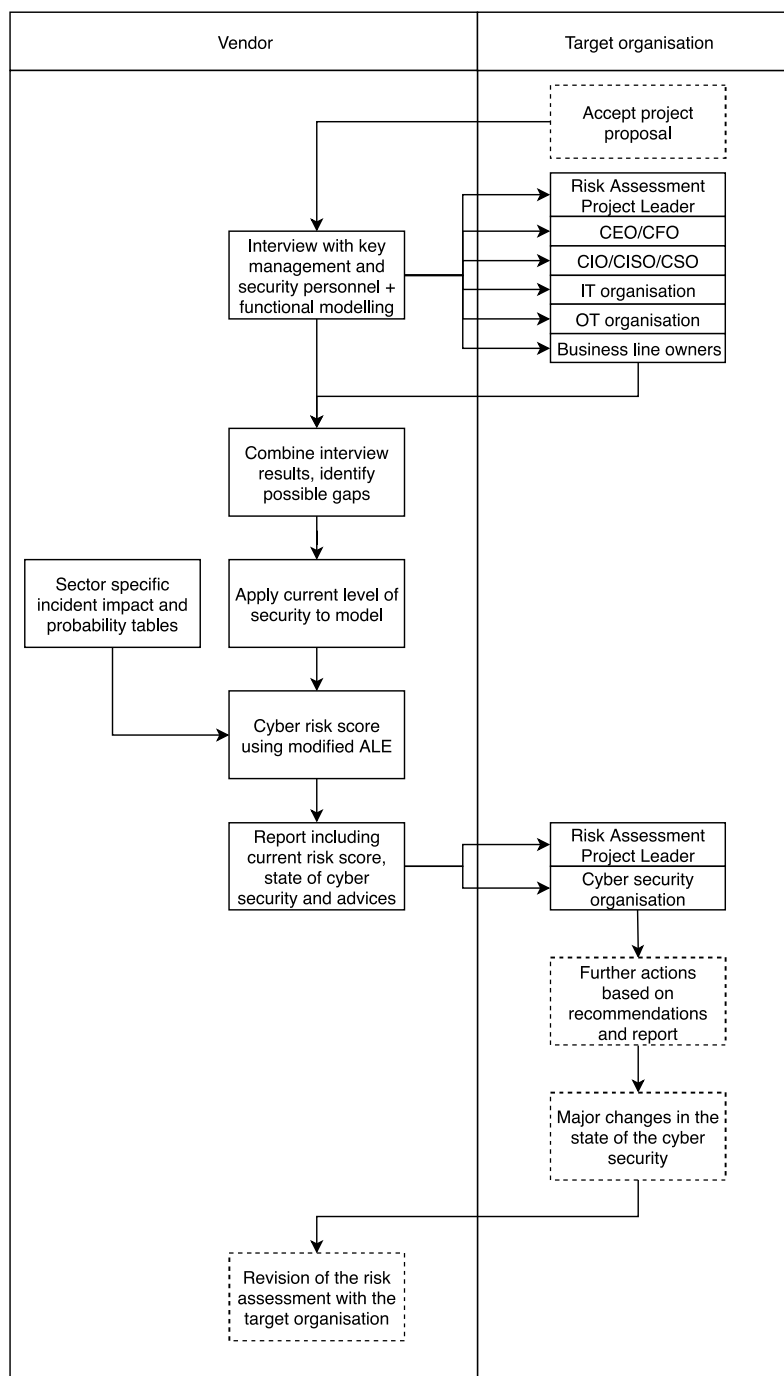 Vendor
Target organisation
Accept project
proposal
Risk Assessment
Project Leader
CEO/CFO
CIO/CISO/CSO
IT organisation
OT organisation
Business line owners
Interview with key
management and
security personnel +
functional modelling
Combine interview
results, identify
possible gaps
Sector specific
incident impact and
probability tables
Apply current level of
security to model
Cyber risk score
using modified ALE
Report including
current risk score,
state of cyber
security and advices
Risk Assessment
Project Leader
Cyber security
organisation
Further actions
based on
recommendations
and report
Major changes in the
state of the cyber
security
Revision of the risk
assessment with the
target organisation